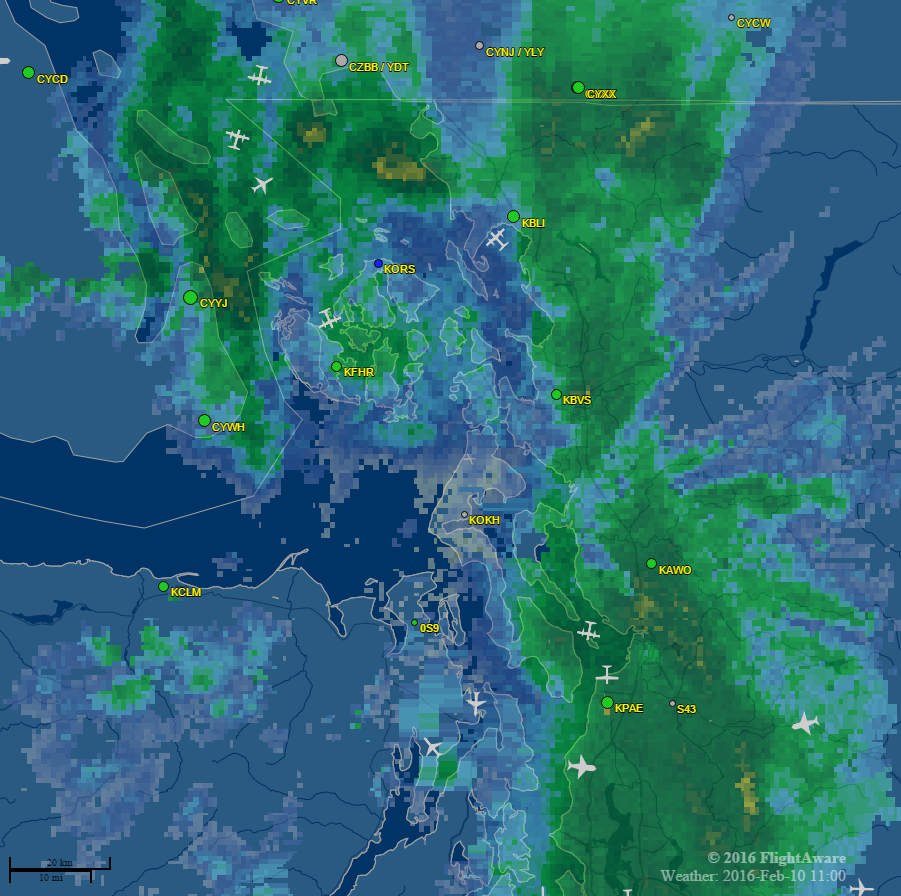 CYVR
CYCW
CYNJ / YLY
CZBB / YDT
CYCD
CYXX
KBLI
KORS
CYYJ
KFHR
KBVS
CYWH
KOKH
KAWO
KCLM
0S9
KPAE
S43
20 km
10 mi
© 2016 FlightAware
Weather: 2016-Feb-10 11:00